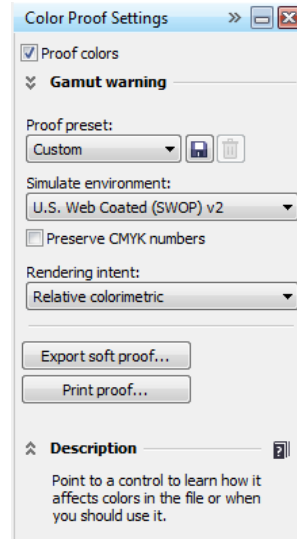 Color Proof Settings
Proof colors
Gamut warning
Proof preset:
Custom
Simulate environment:
U.S. Web Coated (SWOP) v2
Preserve CMYK numbers
Rendering intent:
Relative colorimetric
Export soft proof...
Print proof...
Description
Point to a control to learn how it
affects colors in the file or when
you should use it.